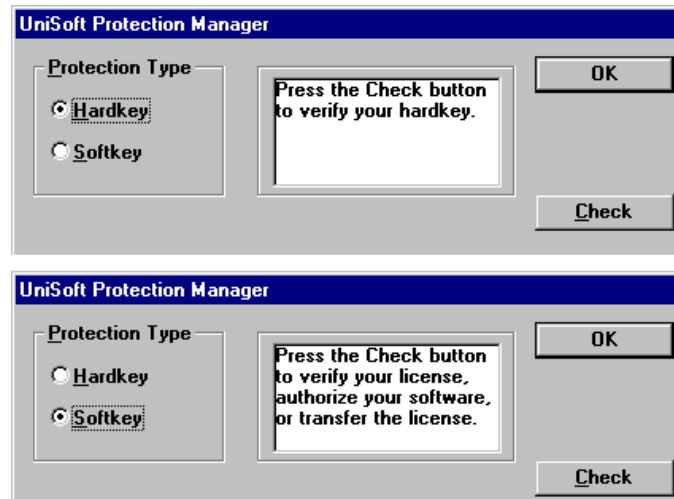 UniSoft Protection Manager
Protection Type
Hardkey
Softkey
Press the Check button
to verify your hardkey.
OK
Check
UniSoft Protection Manager
Protection Type
Hardkey
Softkey
Press the Check button
to verify your license,
authorize your software,
or transfer the license.
OK
Check